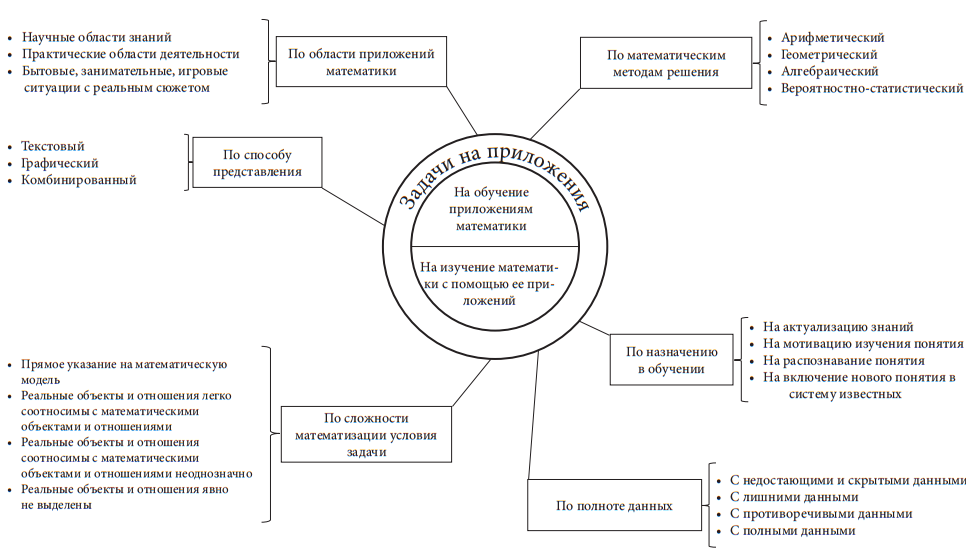 Научные области знаний
Практические области деятельности
Бытовые, занимательные, игровые
ситуации с реальным сюжетом
По области приложений
математики
По математическим
методам решения
Арифметический
Геометрический
Алгебраический
Вероятностно-статистический
Текстовый
Графический
Комбинированный
По способу
представления
Задачи на приложения
На обучение
приложениям
математики
На изучение математи-
ки с помощью ее при-
ложений
По назначению
в обучении
На актуализацию знаний
На мотивацию изучения понятия
На распознавание понятия
На включение нового понятия в
систему известных
Прямое указание на математическую
модель
Реальные объекты и отношения легко
соотносимы с математическими
объектами и отношениями
Реальные объекты и отношения
соотносимы с математическими
объектами и отношениями неоднозначно
Реальные объекты и отношения явно
не выделены
По сложности
математизации условия
задачи
По полноте данных
С недостающими и скрытыми данными
С лишними данными
С противоречивыми данными
С полными данными